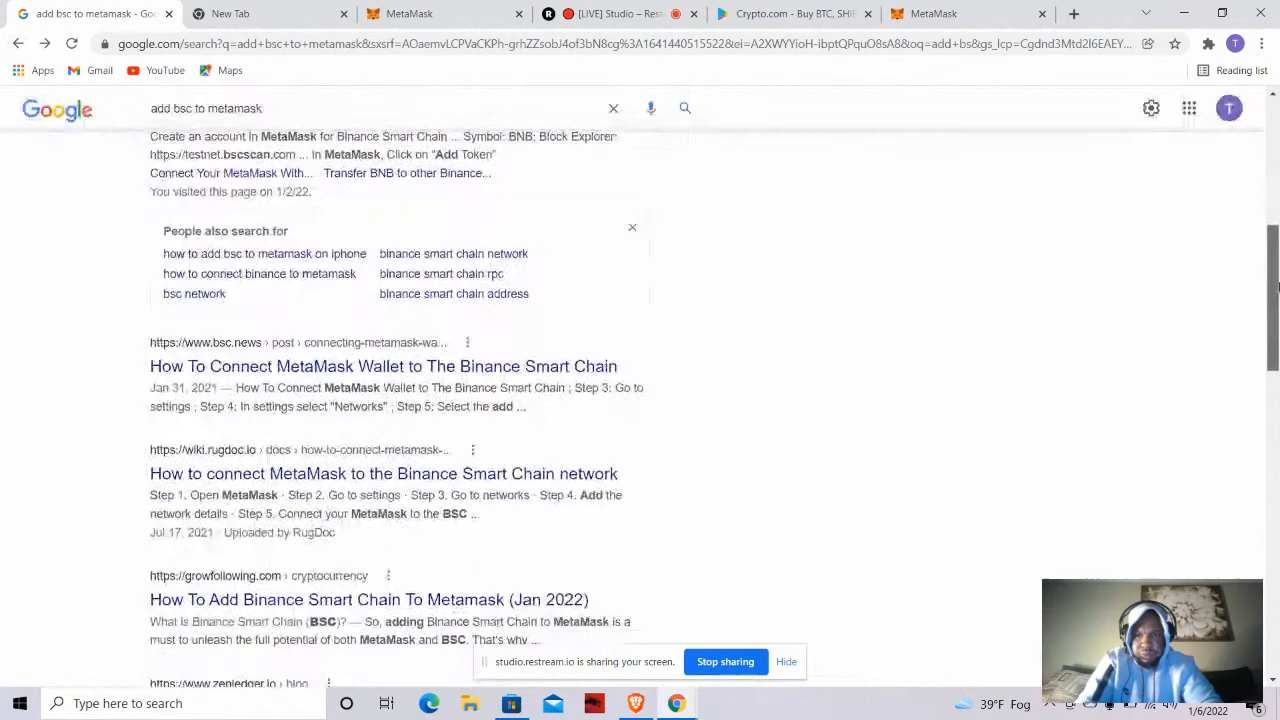 add bsc to metamask - Google
New Tab
MetaMask
[LIVE] Studio – Rest
Crypto.com - Buy BTC, SHI
MetaMask
google.com/search?q=add+bsc+to+metamask&sxsrf=
Apps
Gmail
YouTube
Maps
Reading list
Google
add bsc to metamask
T
Create an account in MetaMask for Binance Smart Chain ... Symbol: BNB; Block Explorer:
https://testnet.bscscan.com ... In MetaMask, Click on “Add Token”
Connect Your MetaMask With... Transfer BNB to other Binance...
You visited this page on 1/2/22.
People also search for
how to add bsc to metamask on iphone
binance smart chain network
how to connect binance to metamask
binance smart chain rpc
bsc network
binance smart chain address
https://www.bsc.news › post › connecting-metamask-wa...
How To Connect MetaMask Wallet to The Binance Smart Chain
Jan 31, 2021 — How To Connect MetaMask Wallet to The Binance Smart Chain ; Step 3: Go to
settings ; Step 4: In settings select "Networks" ; Step 5: Select the add ...
https://wiki.rugdoc.io › docs › how-to-connect-metamask-...
How to connect MetaMask to the Binance Smart Chain network
Step 1. Open MetaMask · Step 2. Go to settings · Step 3. Go to networks · Step 4. Add the
network details · Step 5. Connect your MetaMask to the BSC ...
Jul 17, 2021 · Uploaded by RugDoc
https://growfollowing.com › cryptocurrency
How To Add Binance Smart Chain To Metamask (Jan 2022)
What is Binance Smart Chain (BSC)? — So, adding Binance Smart Chain to MetaMask is a
must to unleash the full potential of both MetaMask and BSC. That's why ...
https://www.zenledger.io › blog
studio.restream.io is sharing your screen.
Stop sharing
Hide
Type here to search
39°F Fog
1/6/2022